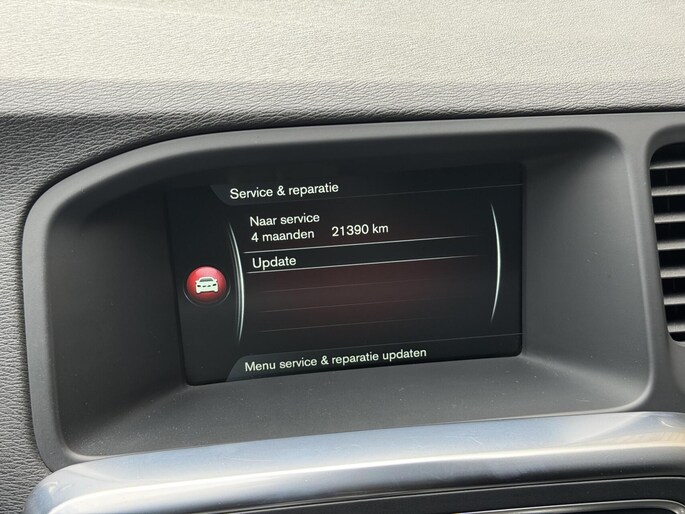 Service & reparatie
Naar service
4 maanden 21390 km
Update
Menu service & reparatie updaten